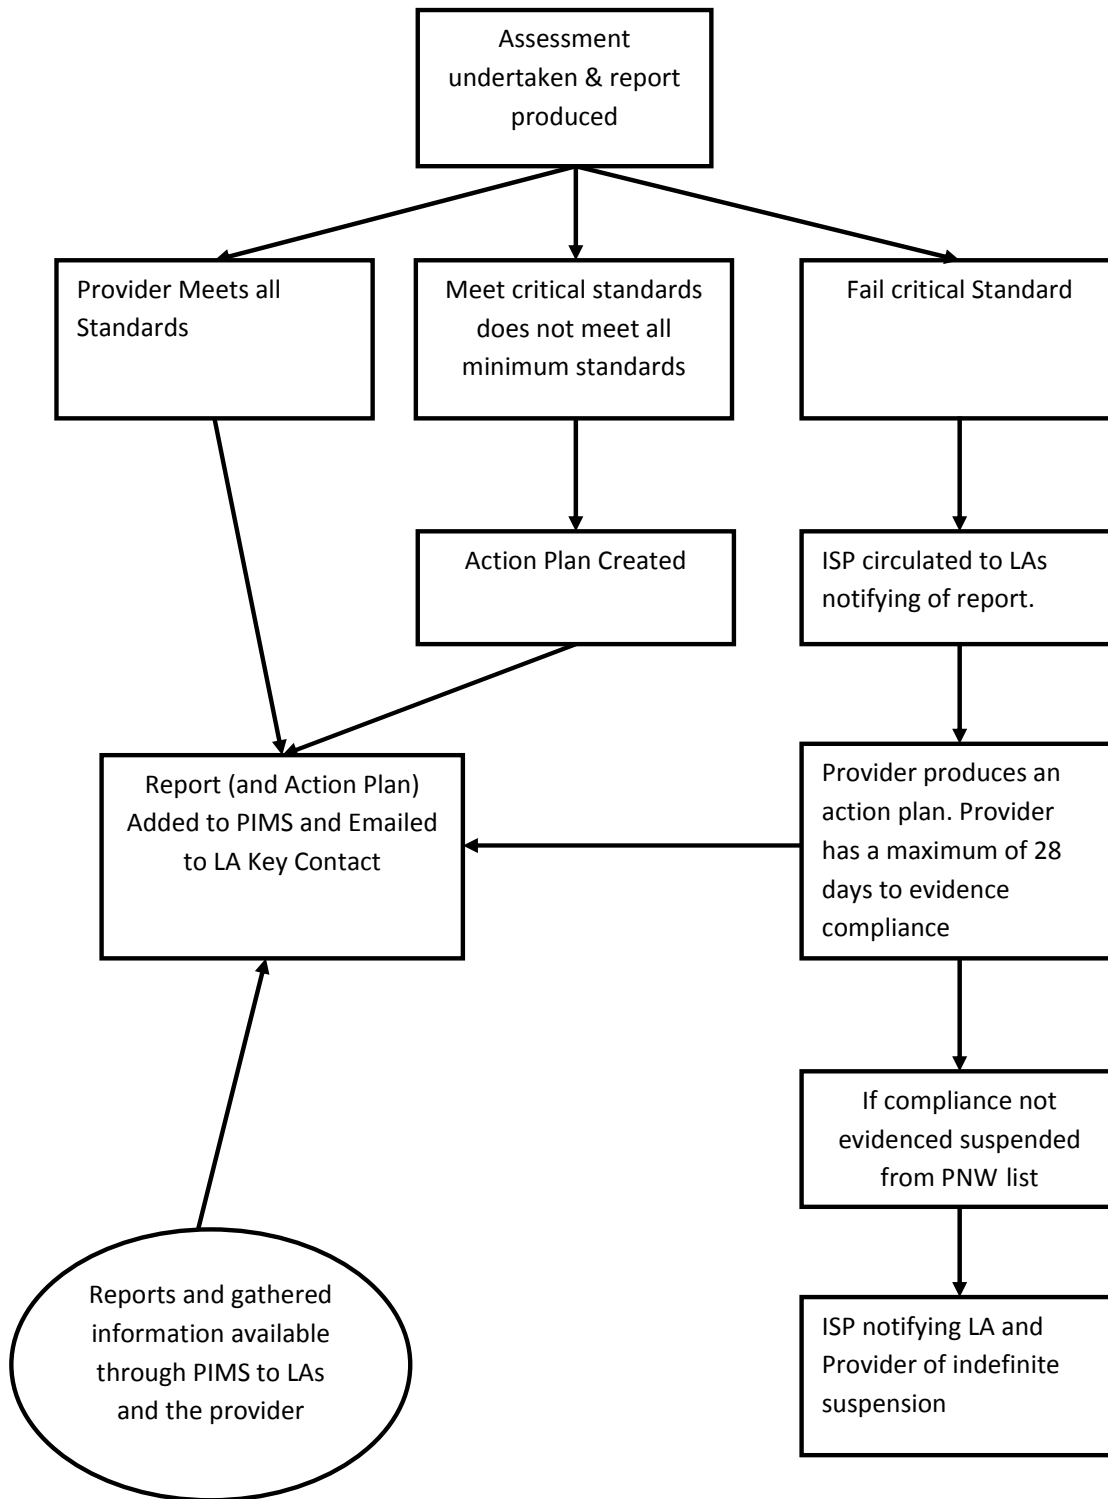 Assessment
undertaken & report
produced
Provider Meets all
Standards
Meet critical standards
does not meet all
minimum standards
Fail critical Standard
Action Plan Created
ISP circulated to LAs
notifying of report.
Report (and Action Plan)
Added to PIMS and Emailed
to LA Key Contact
Provider produces an
action plan. Provider
has a maximum of 28
days to evidence
compliance
If compliance not
evidenced suspended
from PNW list
Reports and gathered
information available
through PIMS to LAs
and the provider
ISP notifying LA and
Provider of indefinite
suspension